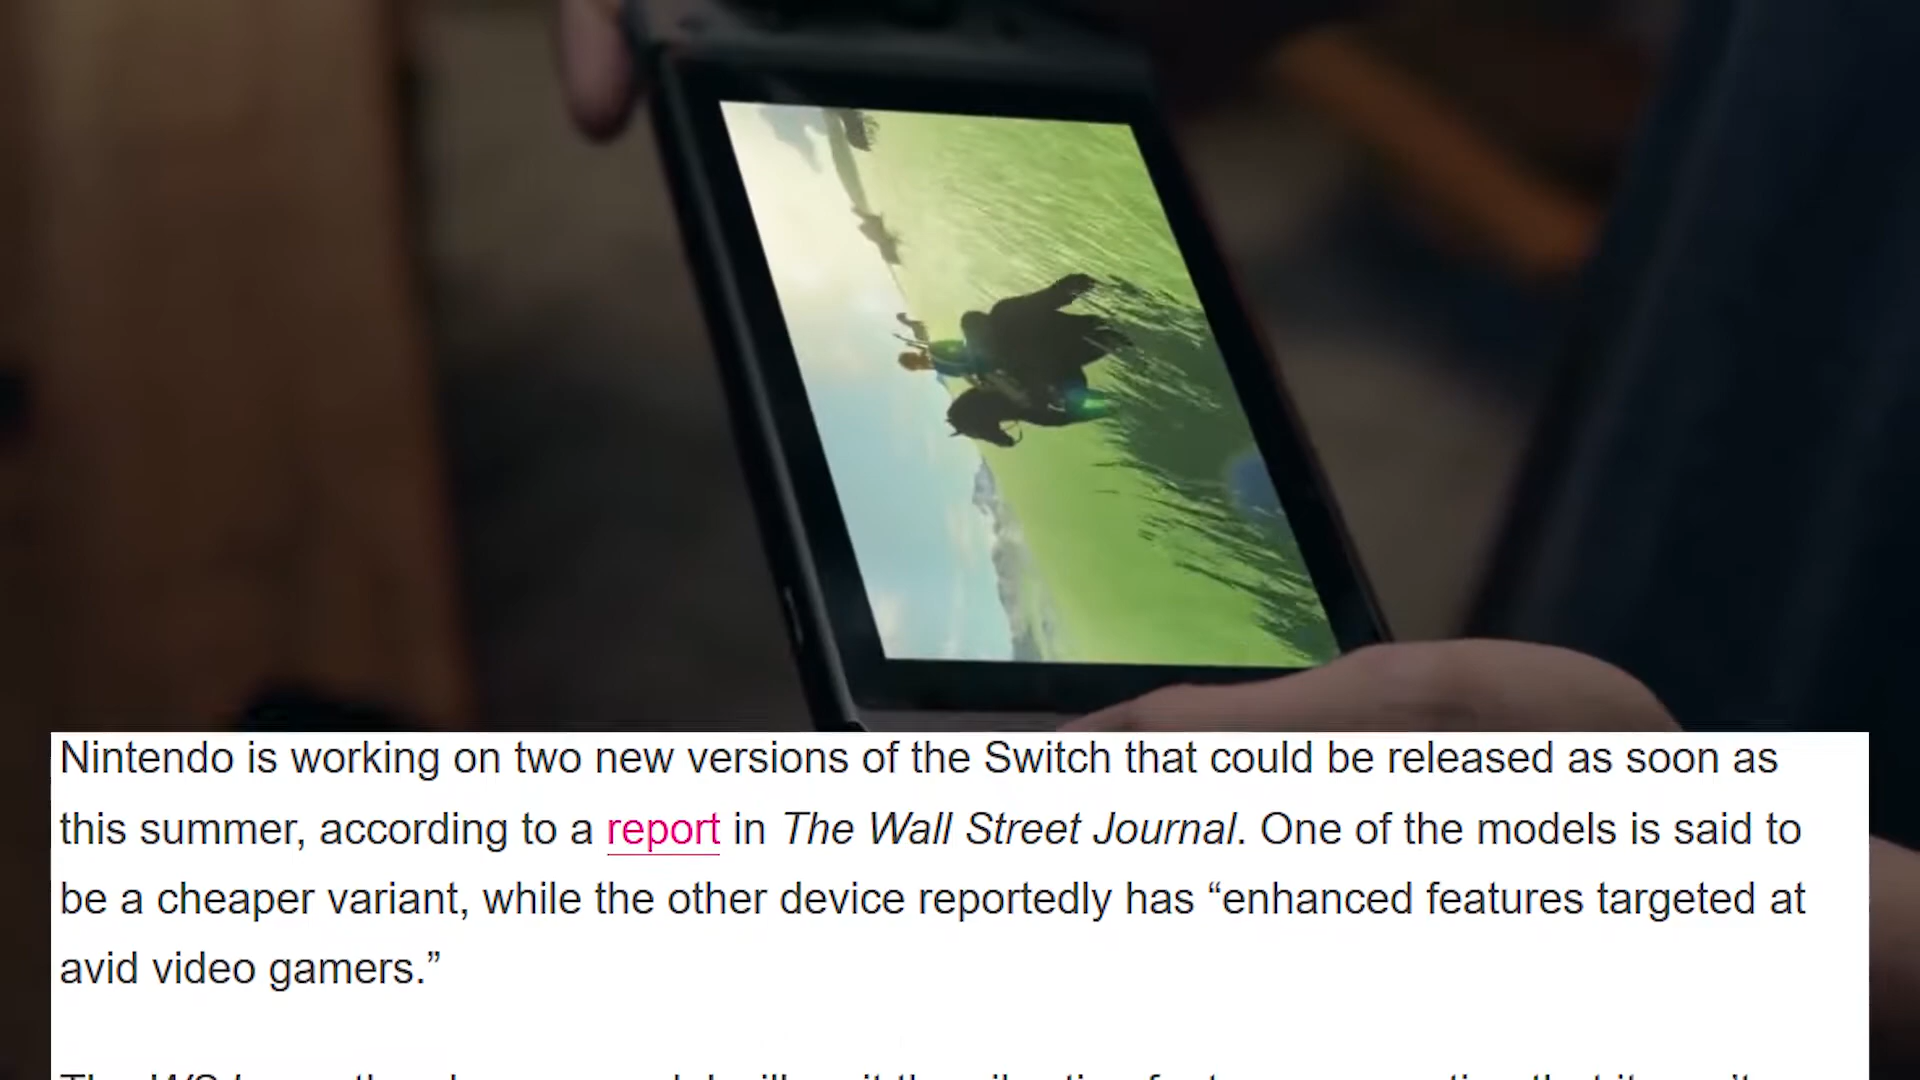 Nintendo is working on two new versions of the Switch that could be released as soon as
this summer, according to a report in The Wall Street Journal. One of the models is said to
be a cheaper variant, while the other device reportedly has “enhanced features targeted at
avid video gamers.”